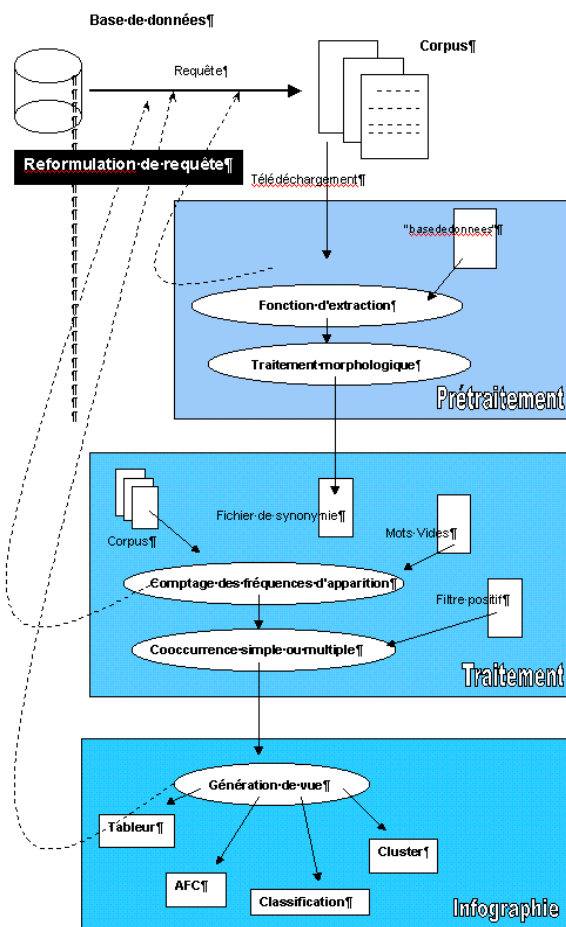 Base·de·données¶
Corpus¶
Requête¶
Reformulation·de·requête¶
Télédéchargement¶
"basededonnees"¶
Fonction·d'extraction¶
Traitement·morphologique¶
Prétraitement
Corpus¶
Fichier·de·synonymie¶
Mots·Vides¶
Comptage·des·fréquences·d'apparition¶
Filtre·positif¶
Cooccurrence·simple·ou·multiple¶
Traitement
Génération·de·vue¶
Tableur¶
Cluster¶
AFC¶
Classification¶
Infographie